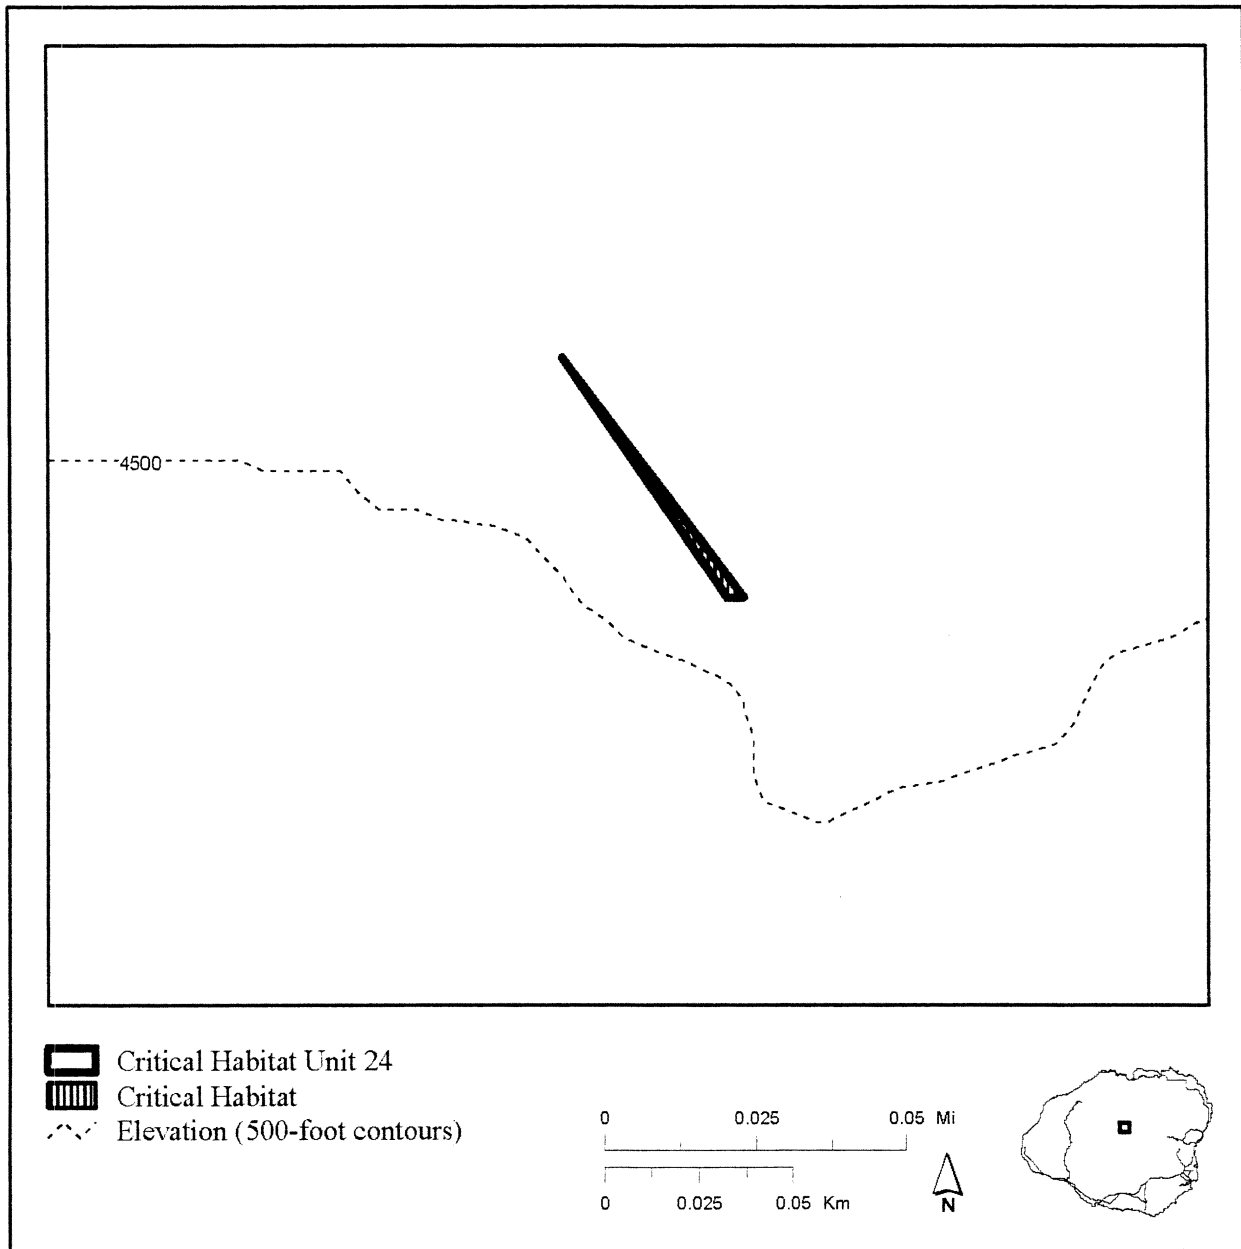 4500
Critical Habitat Unit 24
Critical Habitat
Elevation (500-foot contours)
0 0.025 0.05 Mi
0 0.025 0.05 Km
N